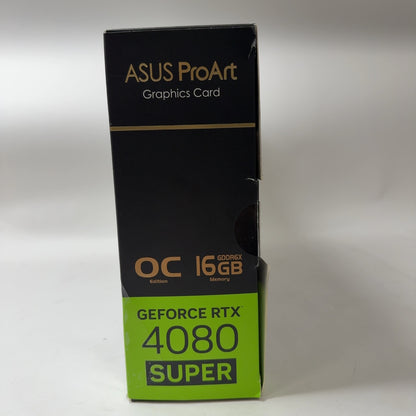 ASUS ProArt
Graphics Card
OC
Edition
16GB
GDDR6X
Memory
GEFORCE RTX
4080
SUPER